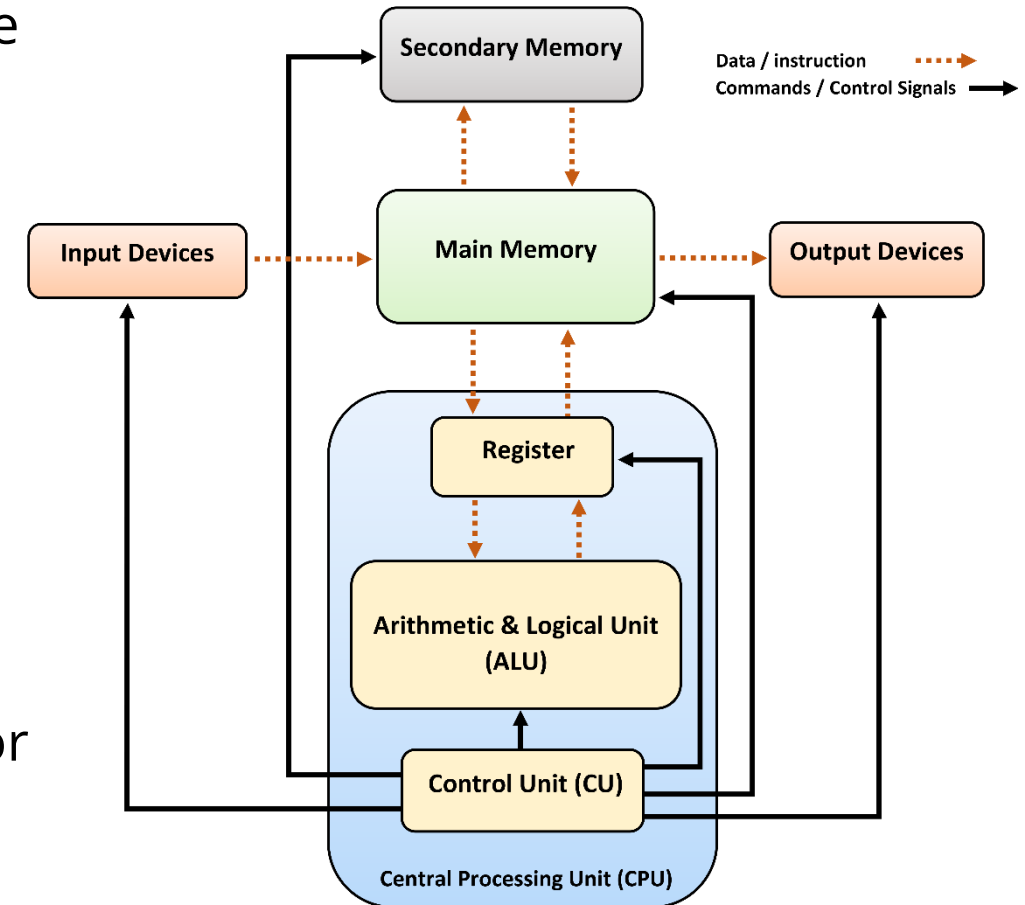 e
Secondary Memory
Data / instruction
Commands / Control Signals
Input Devices
Main Memory
Output Devices
Register
Arithmetic & Logical Unit
(ALU)
or
Control Unit (CU)
Central Processing Unit (CPU)